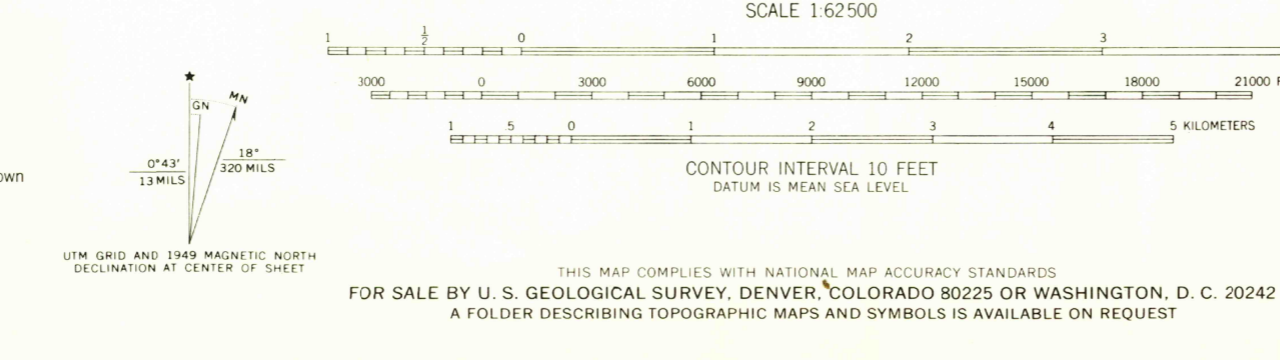 SCALE 1:62500
1 ½ 0 1 2 3
3000 0 3000 6000 9000 12000 15000 18000 21000
1 .5 0 1 2 3 4 5 KILOMETERS
CONTOUR INTERVAL 10 FEET
DATUM IS MEAN SEA LEVEL
★
GN
MN
0°43'
13 MILS
18°
320 MILS
UTM GRID AND 1949 MAGNETIC NORTH
DECLINATION AT CENTER OF SHEET
THIS MAP COMPLIES WITH NATIONAL MAP ACCURACY STANDARDS
FOR SALE BY U. S. GEOLOGICAL SURVEY, DENVER, COLORADO 80225 OR WASHINGTON, D. C. 20242
A FOLDER DESCRIBING TOPOGRAPHIC MAPS AND SYMBOLS IS AVAILABLE ON REQUEST